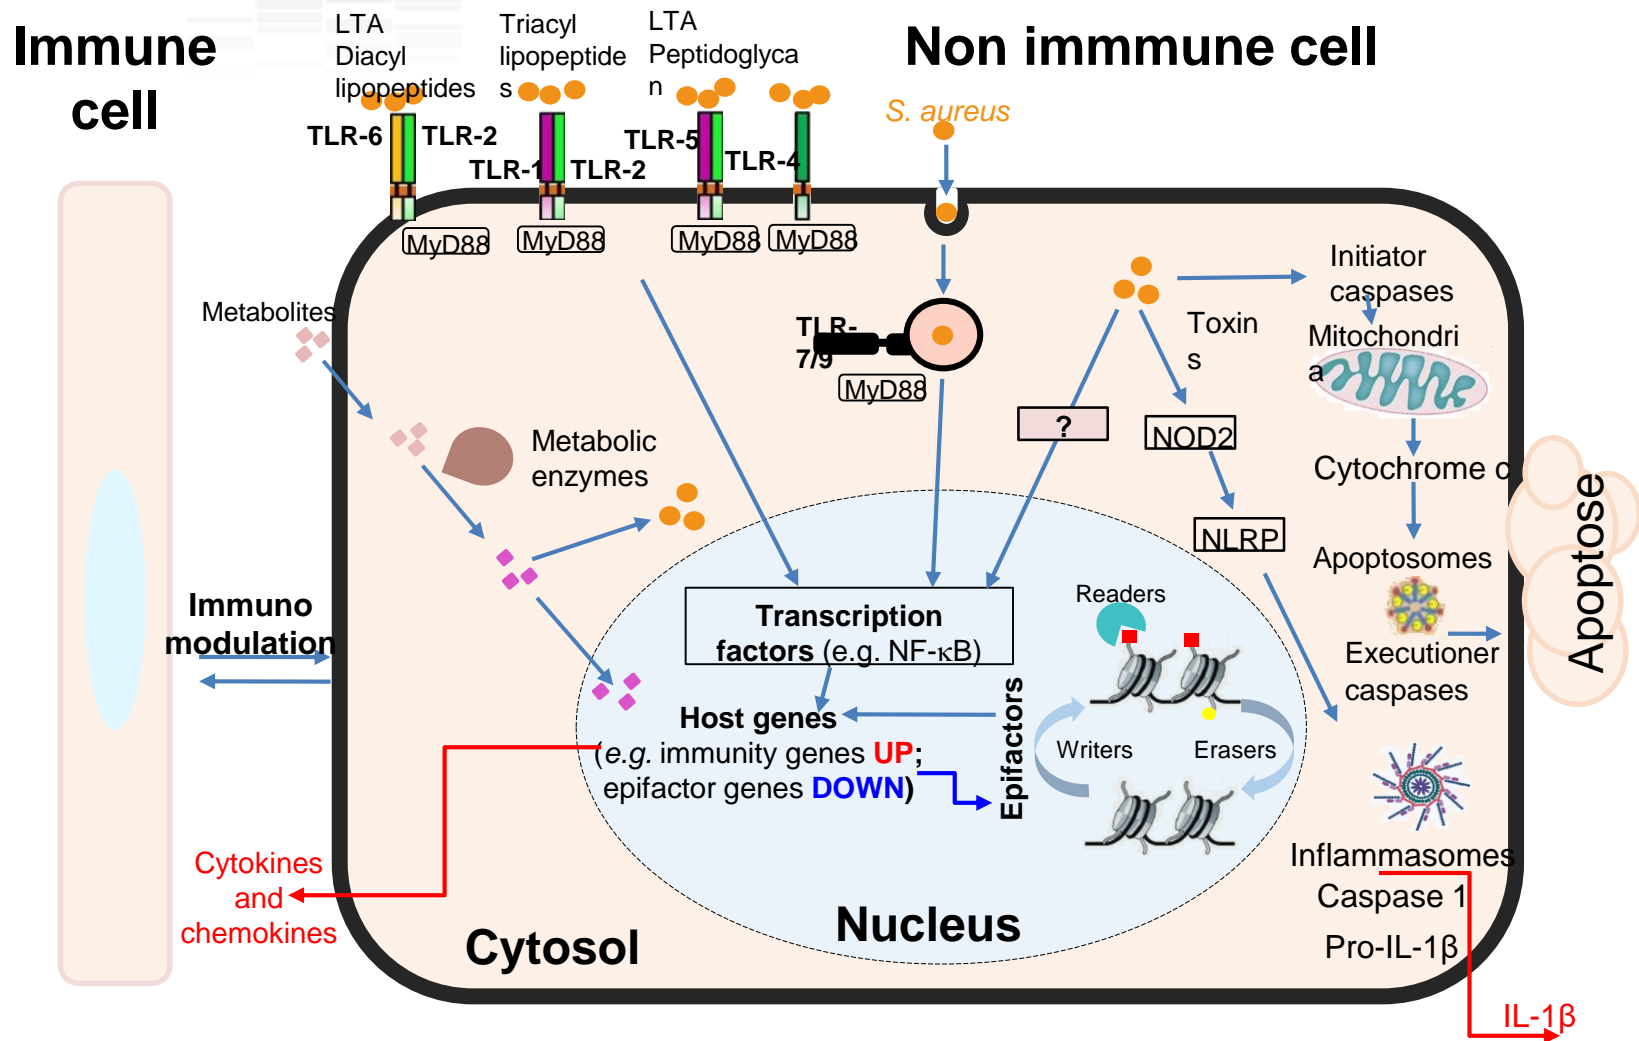 Immune
cell
LTA
Diacyl
lipopeptides
Triacyl
lipopeptide
s
LTA
Peptidoglyca
n
Non immmune cell
S. aureus
TLR-6
TLR-2
TLR-1
TLR-2
TLR-5
TLR-4
MyD88
MyD88
MyD88
MyD88
Metabolites
TLR-
7/9
MyD88
Toxin
s
Initiator
caspases
Mitochondri
a
?
NOD2
Metabolic
enzymes
Cytochrome c
NLRP
Apoptosomes
Apoptose
Immuno
modulation
Transcription
factors (e.g. NF-κB)
Readers
Executioner
caspases
Host genes
(e.g. immunity genes UP;
epifactor genes DOWN)
Epifactors
Writers
Erasers
Cytokines
and
chemokines
Inflammasomes
Caspase 1
Pro-IL-1β
Nucleus
Cytosol
IL-1β